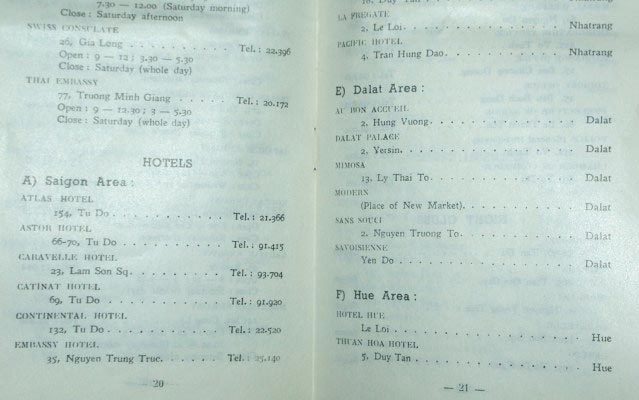 7.30 — 12.00 (Saturday morning)
Close : Saturday afternoon
SWISS CONSULATE
26, Gia Long . . . . . . . . . . Tel. : 22.396
Open : 9 — 12 ; 3.30 — 5.30
Close : Saturday (whole day)
THAI EMBASSY
77, Truong Minh Giang . . . . . Tel. : 20.172
Open : 9 — 12.30 ; 3 — 5.30
Close : Saturday (whole day)
HOTELS
A) Saigon Area :
ATLAS HOTEL
154, Tu Do . . . . . . . . . . Tel. : 21.366
ASTOR HOTEL
66-70, Tu Do . . . . . . . . . Tel. : 91.415
CARAVELLE HOTEL
23, Lam Son Sq. . . . . . . . . Tel. : 93.704
CATINAT HOTEL
69, Tu Do . . . . . . . . . . Tel. : 91.920
CONTINENTAL HOTEL
132, Tu Do . . . . . . . . . . Tel. : 22.520
EMBASSY HOTEL
35, Nguyen Trung Truc. . . . . . Tel. : 25.140
— 20
Duy Tan
LA FREGATE
2, Le Loi . . . . . . . . . . Nhatrang
PACIFIC HOTEL
4, Tran Hung Dao. . . . . . . . Nhatrang
E) Dalat Area :
AU BON ACCUEIL
2, Hung Vuong. . . . . . . . . . Dalat
DALAT PALACE
2, Yersin. . . . . . . . . . . Dalat
MIMOSA
13, Ly Thai To. . . . . . . . . Dalat
MODERN
(Place of New Market). . . . . . . Dalat
SANS SOUCI
2, Nguyen Truong To. . . . . . . Dalat
SAVOISIENNE
Yen Do . . . . . . . . . . . Dalat
F) Hue Area :
HOTEL HUE
Le Loi . . . . . . . . . . . Hue
THUAN HOA HOTEL
5, Duy Tan . . . . . . . . . . Hue
— 21 —